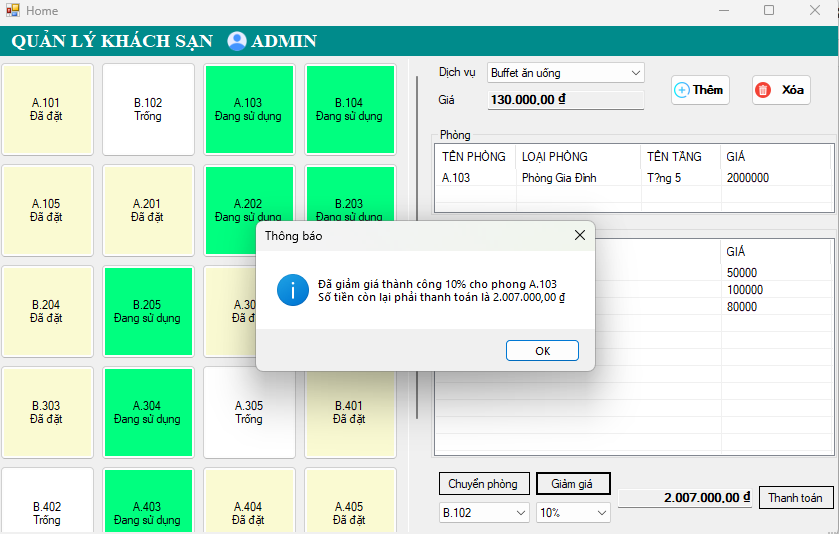 Home
QUẢN LÝ KHÁCH SẠN ADMIN
A.101
Đã đặt
B.102
Trống
A.103
Đang sử dụng
B.104
Đang sử dụng
A.105
Đã đặt
A.201
Đã đặt
A.202
Đang sử dụng
B.203
Đang sử dụng
B.204
Đã đặt
B.205
Đang sử dụng
B.303
Đã đặt
A.304
Đang sử dụng
A.305
Trống
B.401
Đã đặt
B.402
Trống
A.403
Đang sử dụng
A.404
Đã đặt
A.405
Đã đặt
Dịch vụ Buffet ăn uống
Giá 130.000,00 ₫
Thêm Xóa
Phòng
TÊN PHÒNG LOẠI PHÒNG TÊN TẦNG GIÁ
A.103 Phòng Gia Đình T?ng 5 2000000
Thông báo
Đã giảm giá thành công 10% cho phong A.103
Số tiền còn lại phải thanh toán là 2.007.000,00 ₫
OK
GIÁ
50000
100000
80000
Chuyển phòng Giảm giá
B.102 10%
2.007.000,00 ₫ Thanh toán